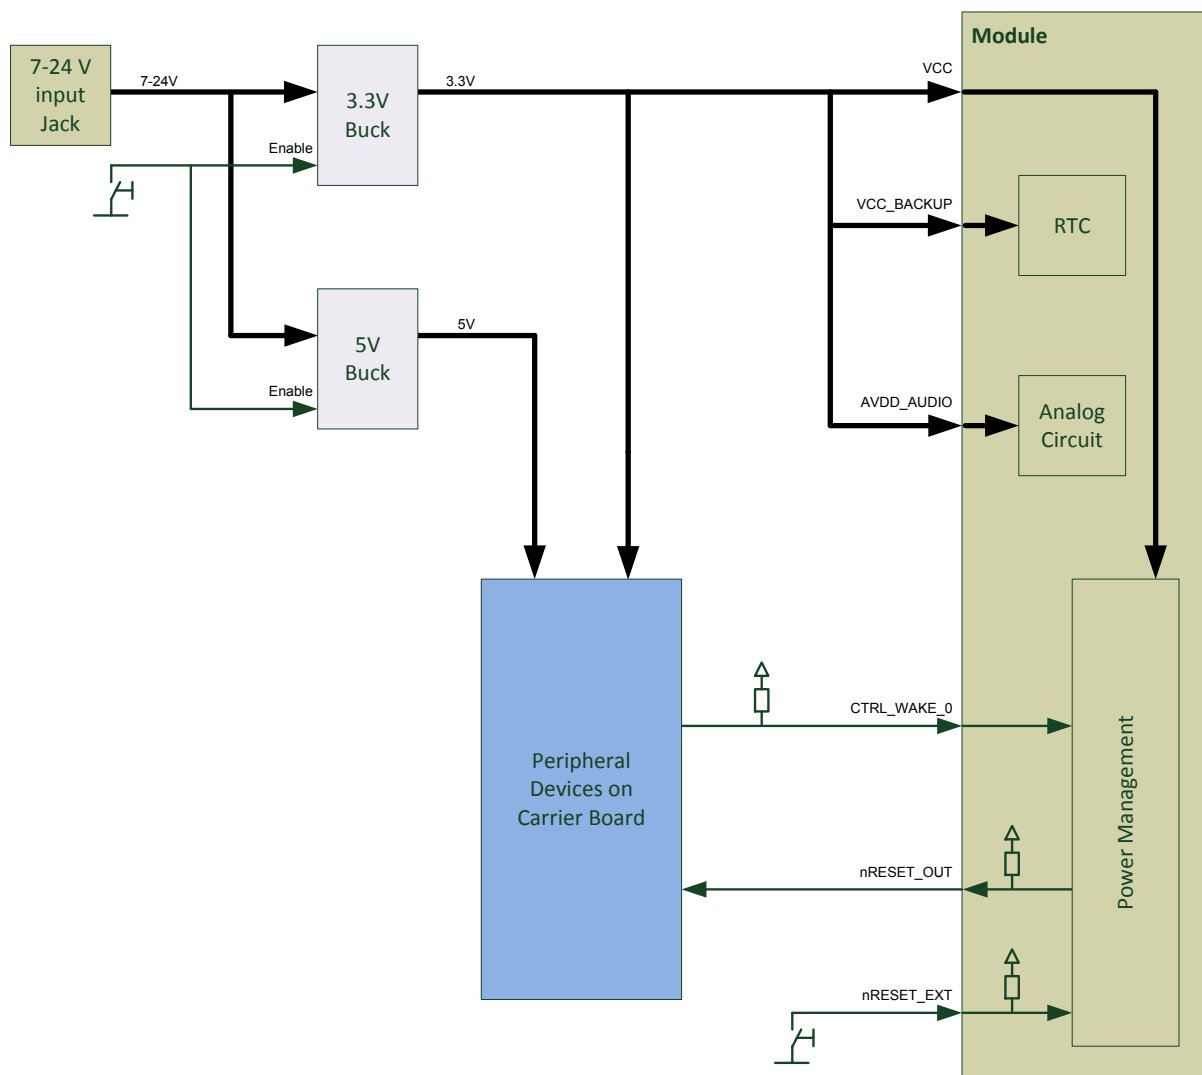 Module
7-24 V
input
Jack
7-24V
3.3V
Buck
3.3V
VCC
Enable
VCC_BACKUP
RTC
5V
Buck
5V
Enable
AVDD_AUDIO
Analog
Circuit
CTRL_WAKE_0
Peripheral
Devices on
Carrier Board
Power Management
nRESET_OUT
nRESET_EXT